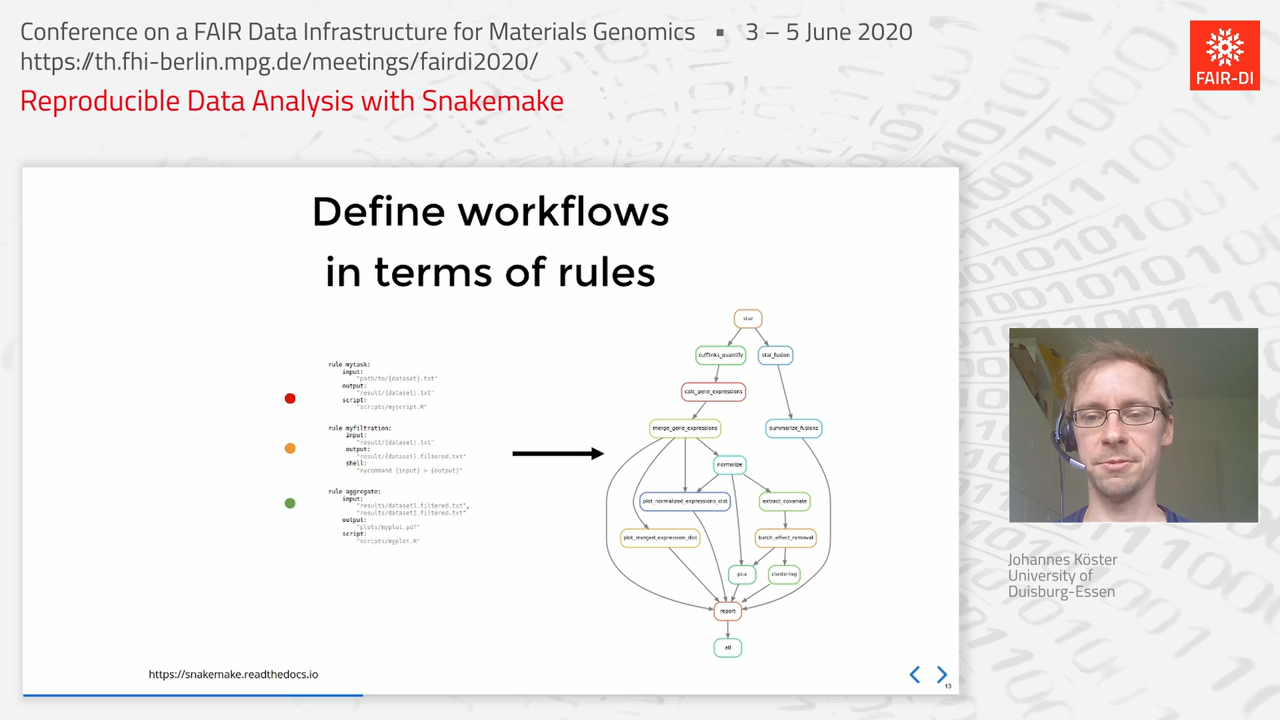 Conference on a FAIR Data Infrastructure for Materials Genomics ▪ 3 – 5 June 2020
https://th.fhi-berlin.mpg.de/meetings/fairdi2020/
Reproducible Data Analysis with Snakemake
FAIR-DI
Define workflows
in terms of rules
rule mytask:
input:
"path/to/{dataset}.txt"
output:
"result/{dataset}.txt"
script:
"scripts/myscript.R"
rule myfiltration:
input:
"result/{dataset}.txt"
output:
"result/{dataset}.filtered.txt"
shell:
"mycommand {input} > {output}"
rule aggregate:
input:
"results/dataset1.filtered.txt",
"results/dataset2.filtered.txt"
output:
"plots/myplot.pdf"
script:
"scripts/myplot.R"
star
cufflinks_quantify
star_fusion
calc_gene_expressions
merge_gene_expressions
summarize_fusions
normalize
plot_normalized_expressions_dist
extract_covariate
plot_merged_expression_dist
batch_effect_removal
pca
clustering
report
all
https://snakemake.readthedocs.io
13
Johannes Köster
University of
Duisburg-Essen